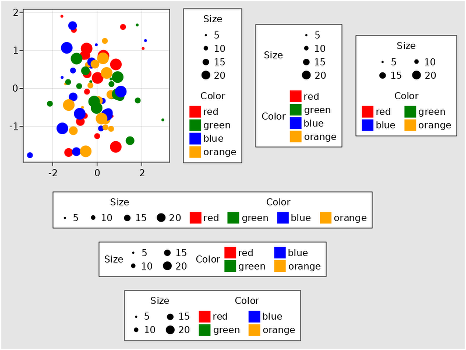 2
1
0
−1
-2 0 2
Size
5
10
15
20
Color
red
green
blue
orange
Size
5
10
15
20
Color
red
green
blue
orange
Size
5 10
15 20
Color
red green
blue orange
Size Color
5 10 15 20 red green blue orange
Size 5 15 Color red blue
10 20 green orange
Size Color
5 15 red blue
10 20 green orange